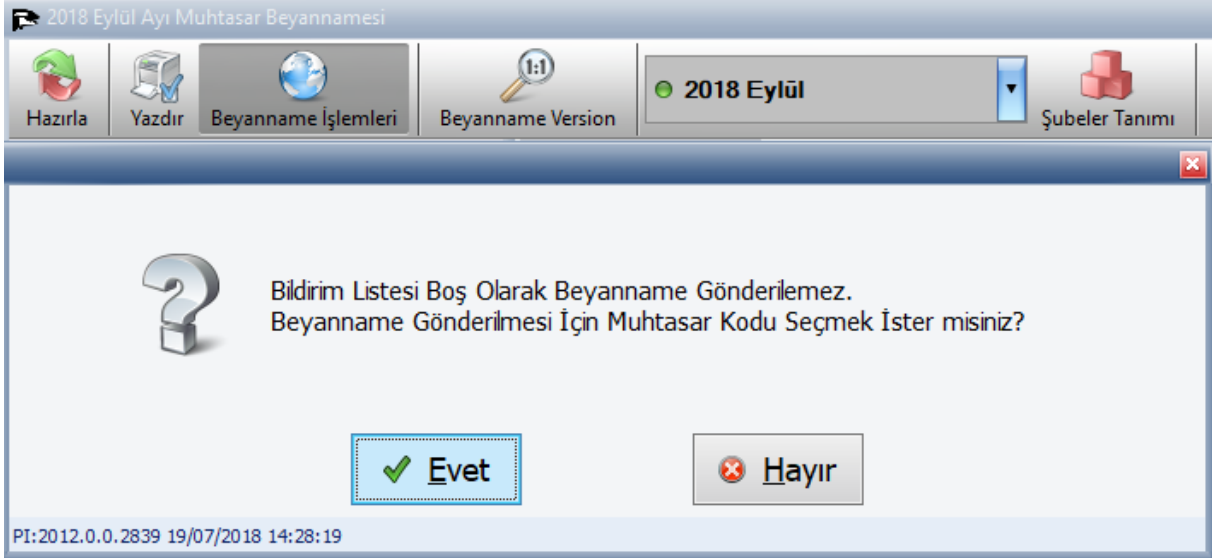 2018 Eylül Ayı Muhtasar Beyannamesi
Hazırla
Yazdır
Beyanname İşlemleri
1:1
Beyanname Version
2018 Eylül
Şubeler Tanımı
Bildirim Listesi Boş Olarak Beyanname Gönderilemez.
Beyanname Gönderilmesi İçin Muhtasar Kodu Seçmek İster misiniz?
Evet
Hayır
PI:2012.0.0.2839 19/07/2018 14:28:19